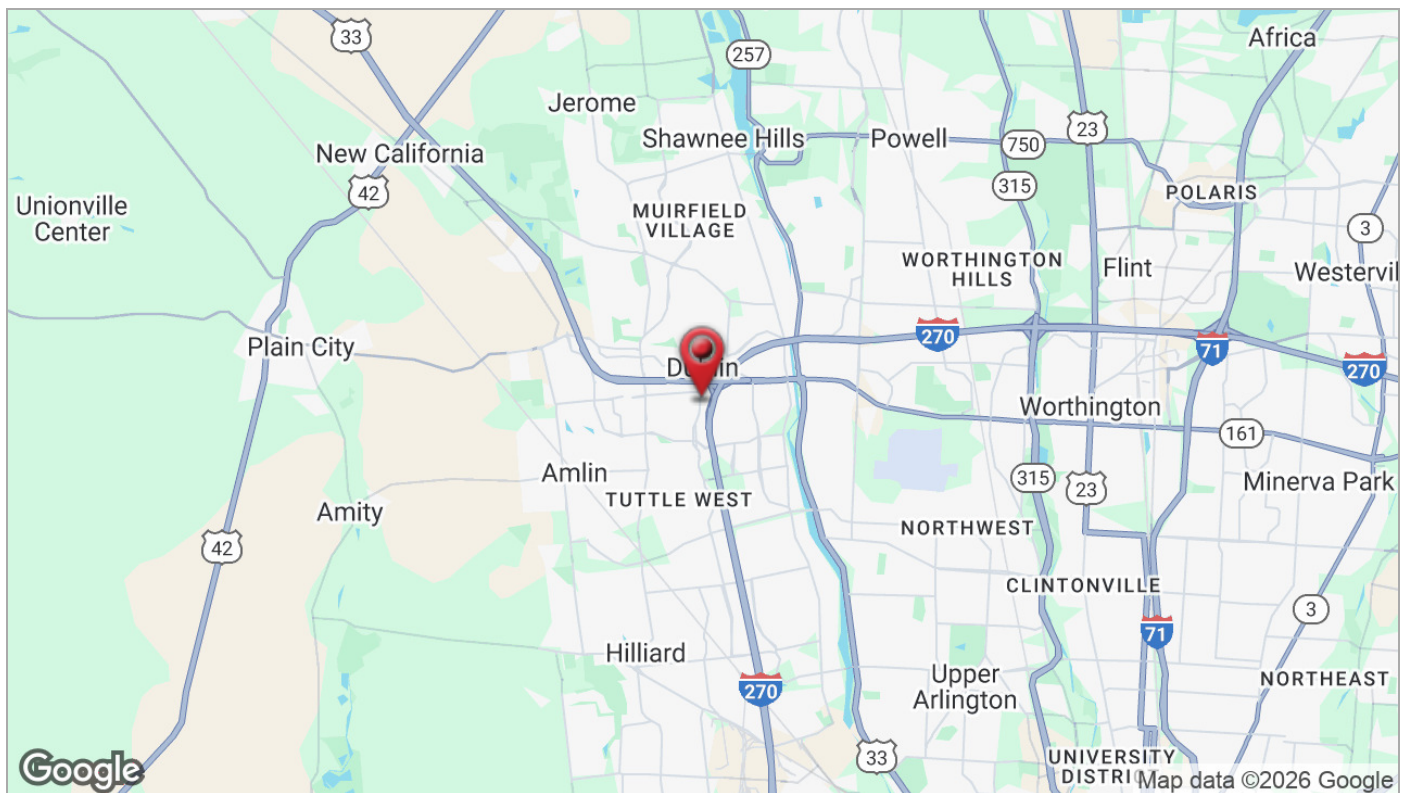 33
257
Africa
Jerome
23
Shawnee Hills
Powell
750
New California
315
42
POLARIS
Unionville
Center
MUIRFIELD
VILLAGE
3
WORTHINGTON
HILLS
Flint
Westervil
270
71
Plain City
270
Worthington
161
Amlin
315
23
Minerva Park
TUTTLE WEST
Amity
NORTHWEST
42
CLINTONVILLE
3
71
Hilliard
Upper
Arlington
NORTHEAST
270
33
UNIVERSITY
Google
Map data ©2026 Google